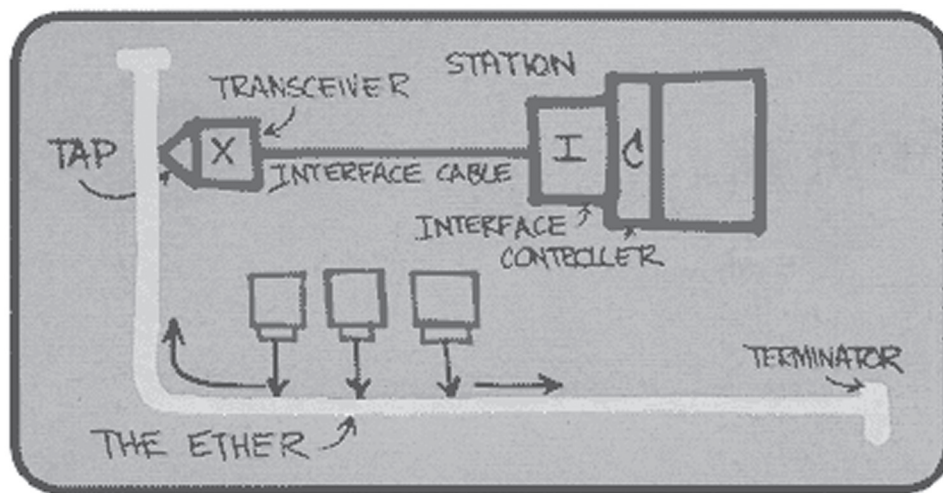 STATION
TRANSCEIVER
TAP
X
I
C
INTERFACE CABLE
INTERFACE
CONTROLLER
TERMINATOR
THE ETHER